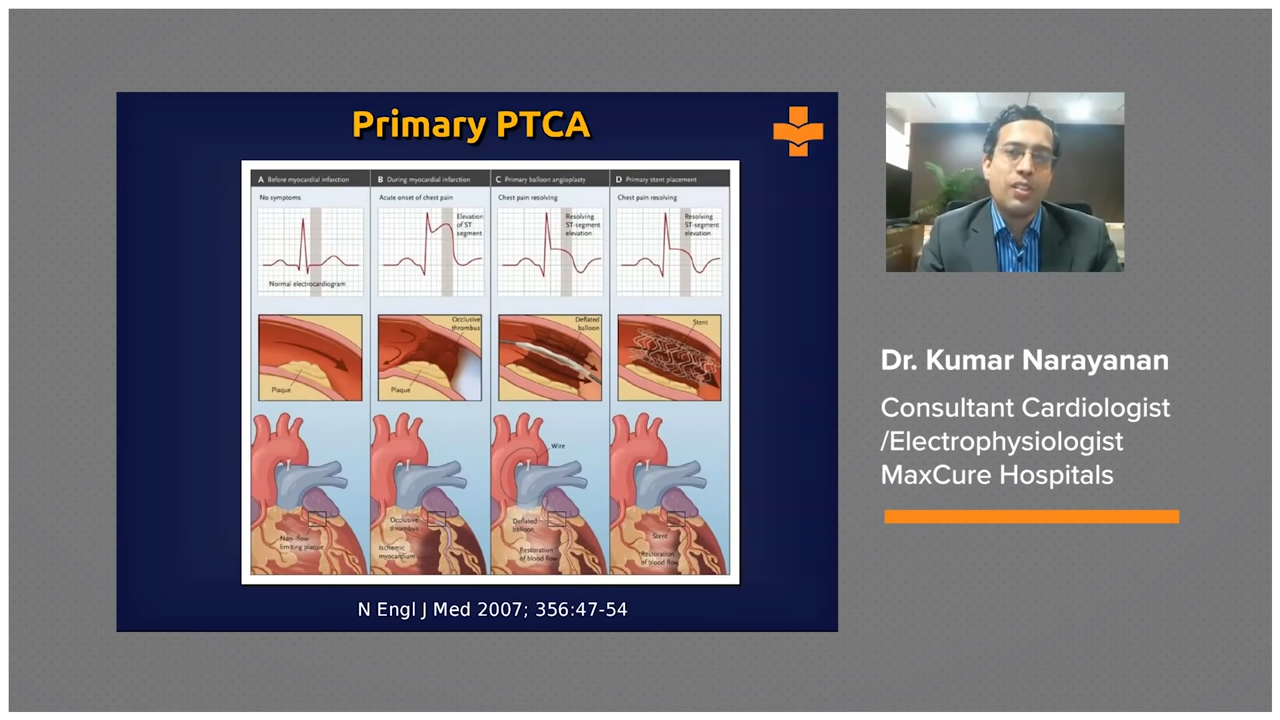 Primary PTCA
A Before myocardial infarction
No symptoms
Normal electrocardiogram
Plaque
Non-flow
limiting plaque
B During myocardial infarction
Acute onset of chest pain
Elevation
of ST
segment
Occlusive
thrombus
Plaque
Occlusive
thrombus
Ischemic
myocardium
C Primary balloon angioplasty
Chest pain resolving
Resolving
ST-segment
elevation
Deflated
balloon
Wire
Deflated
balloon
Restoration
of blood flow
D Primary stent placement
Chest pain resolving
Resolving
ST-segment
elevation
Stent
Stent
Restoration
of blood flow
N Engl J Med 2007; 356:47-54
Dr. Kumar Narayanan
Consultant Cardiologist
/Electrophysiologist
MaxCure Hospitals